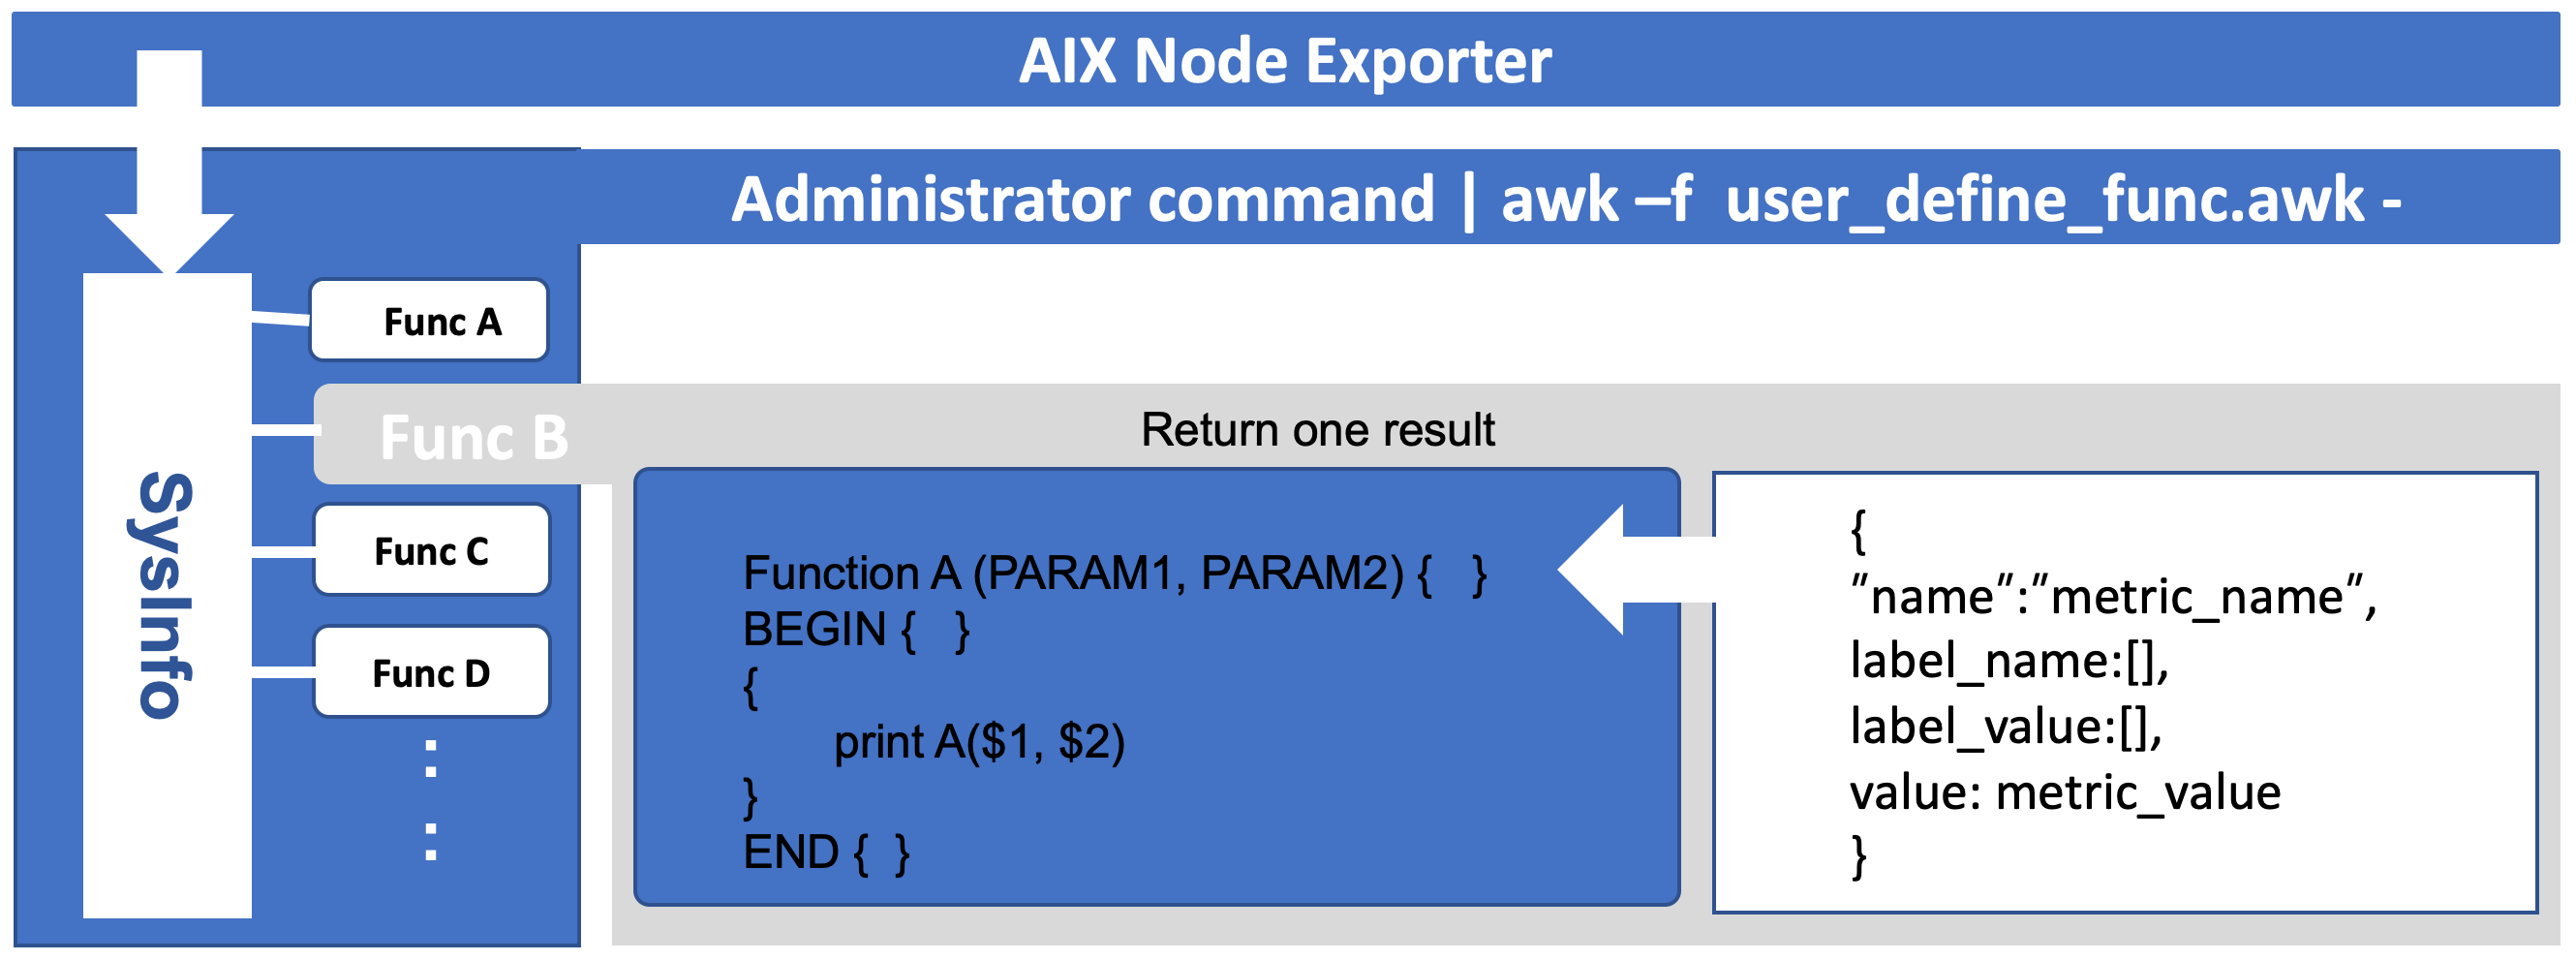 AIX Node Exporter
Administrator command | awk –f  user_define_func.awk -
SysInfo
Func A
Func B
Func C
Func D
Return one result
Function A (PARAM1, PARAM2) {   }
BEGIN {   }
{
print A($1, $2)
}
END {  }
{
”name“:”metric_name“,
label_name:[],
label_value:[],
value: metric_value
}